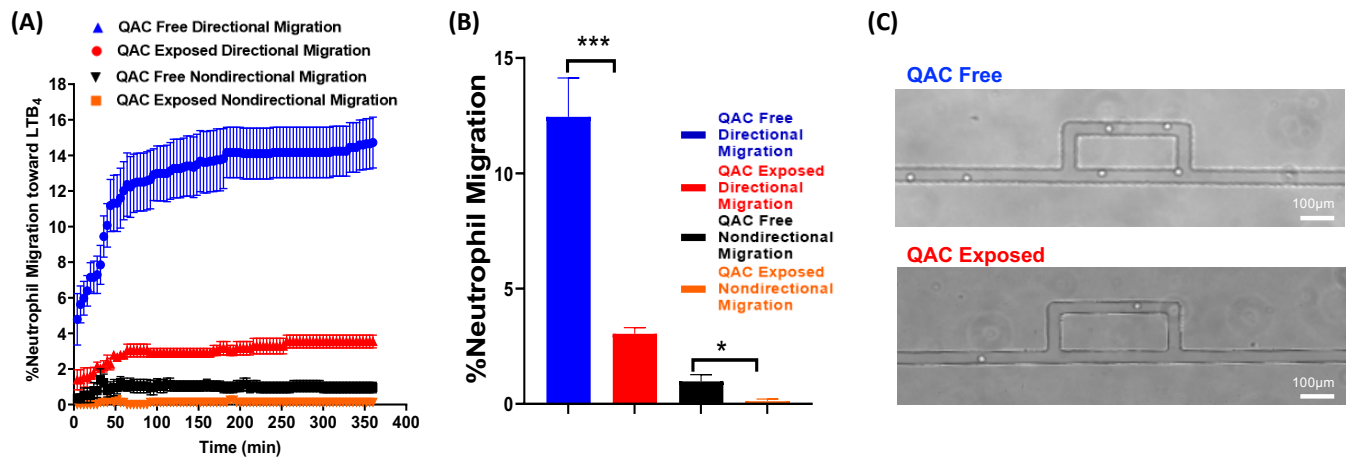 (A)
QAC Free Directional Migration
QAC Exposed Directional Migration
QAC Free Nondirectional Migration
QAC Exposed Nondirectional Migration
%Neutrophil Migration toward LTB4
18
16
14
12
10
8
6
4
2
0
0 50 100 150 200 250 300 350 400
Time (min)
(B)
%Neutrophil Migration
15
10
5
0
***
*
QAC Free
Directional
Migration
QAC Exposed
Directional
Migration
QAC Free
Nondirectional
Migration
QAC Exposed
Nondirectional
Migration
(C)
QAC Free
100µm
QAC Exposed
100µm